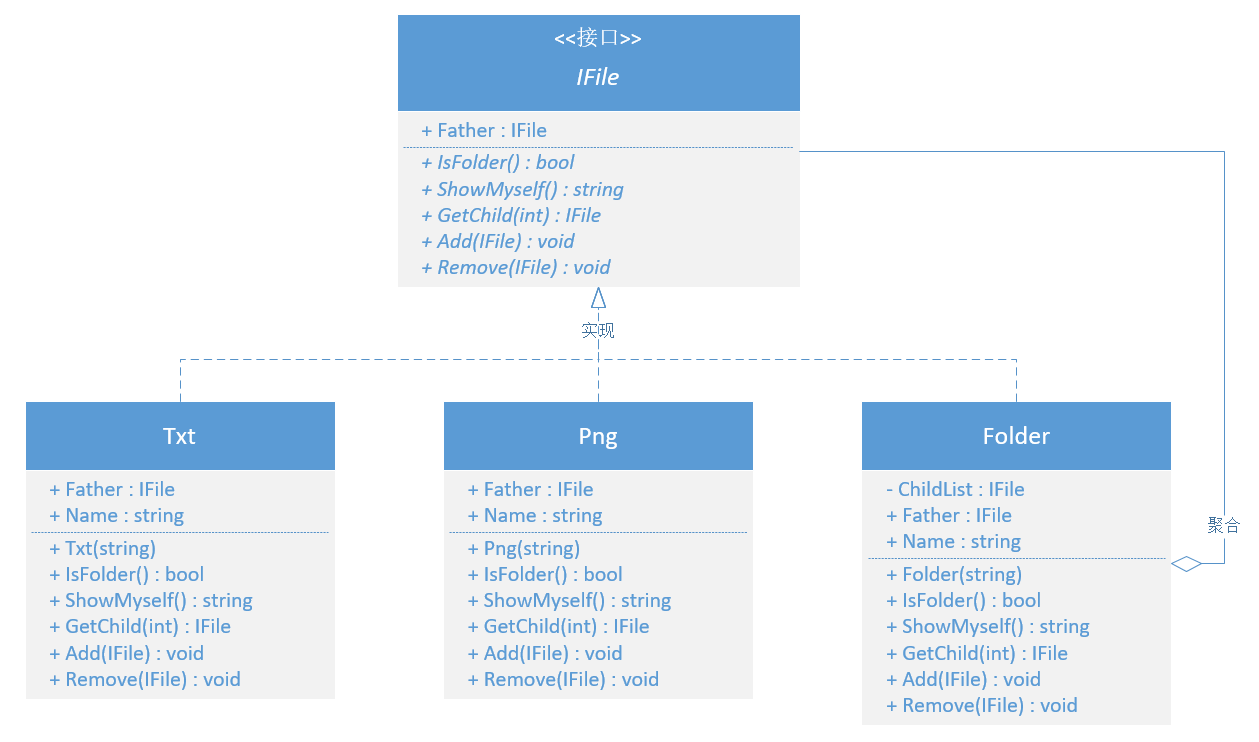 <<接口>>
IFile
+ Father : IFile
+ IsFolder() : bool
+ ShowMyself() : string
+ GetChild(int) : IFile
+ Add(IFile) : void
+ Remove(IFile) : void
实现
Txt
+ Father : IFile
+ Name : string
+ Txt(string)
+ IsFolder() : bool
+ ShowMyself() : string
+ GetChild(int) : IFile
+ Add(IFile) : void
+ Remove(IFile) : void
Png
+ Father : IFile
+ Name : string
+ Png(string)
+ IsFolder() : bool
+ ShowMyself() : string
+ GetChild(int) : IFile
+ Add(IFile) : void
+ Remove(IFile) : void
Folder
- ChildList : IFile
+ Father : IFile
+ Name : string
+ Folder(string)
+ IsFolder() : bool
+ ShowMyself() : string
+ GetChild(int) : IFile
+ Add(IFile) : void
+ Remove(IFile) : void
聚合